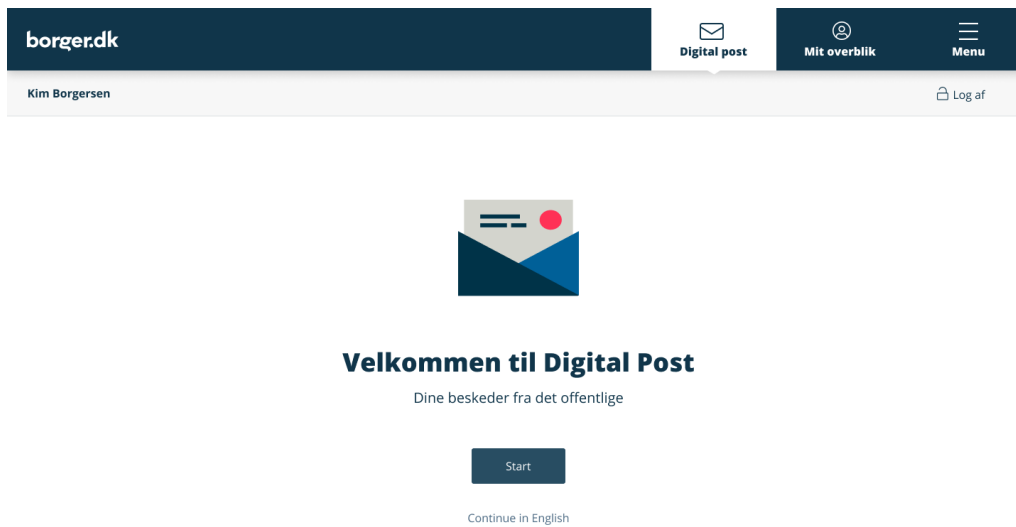 borger.dk
Digital post
Mit overblik
Menu
Kim Borgersen
Log af
Velkommen til Digital Post
Dine beskeder fra det offentlige
Start
Continue in English